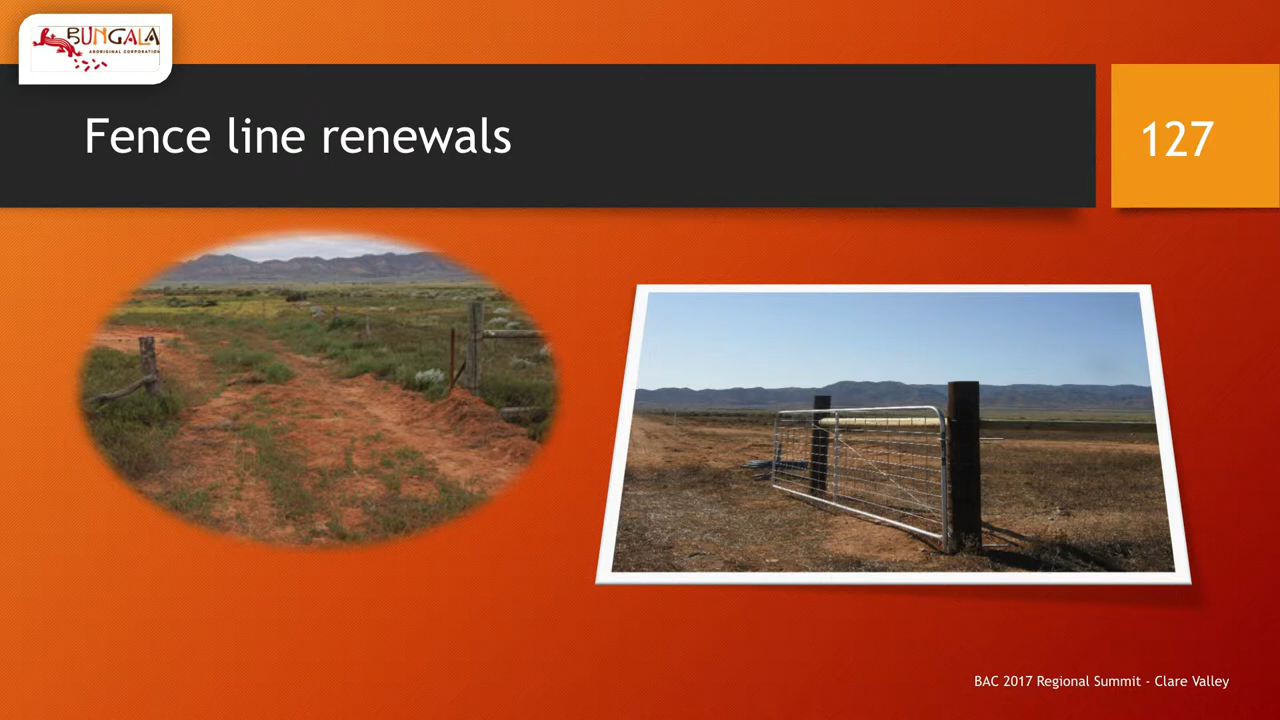 BUNGALA
ABORIGINAL CORPORATION
Fence line renewals
127
BAC 2017 Regional Summit - Clare Valley